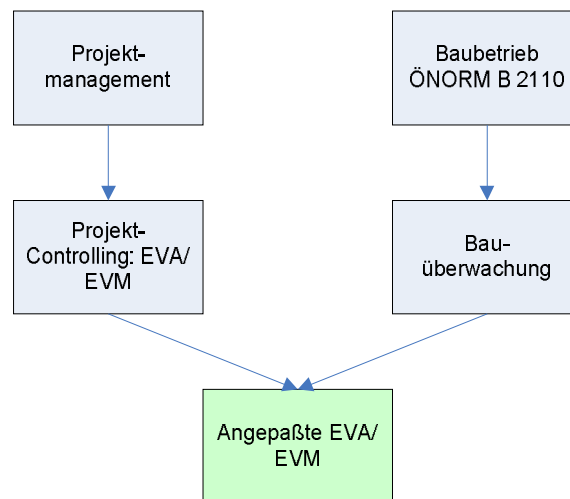 Projekt-
management
Baubetrieb
ÖNORM B 2110
Projekt-
Controlling: EVA/
EVM
Bau-
überwachung
Angepaßte EVA/
EVM